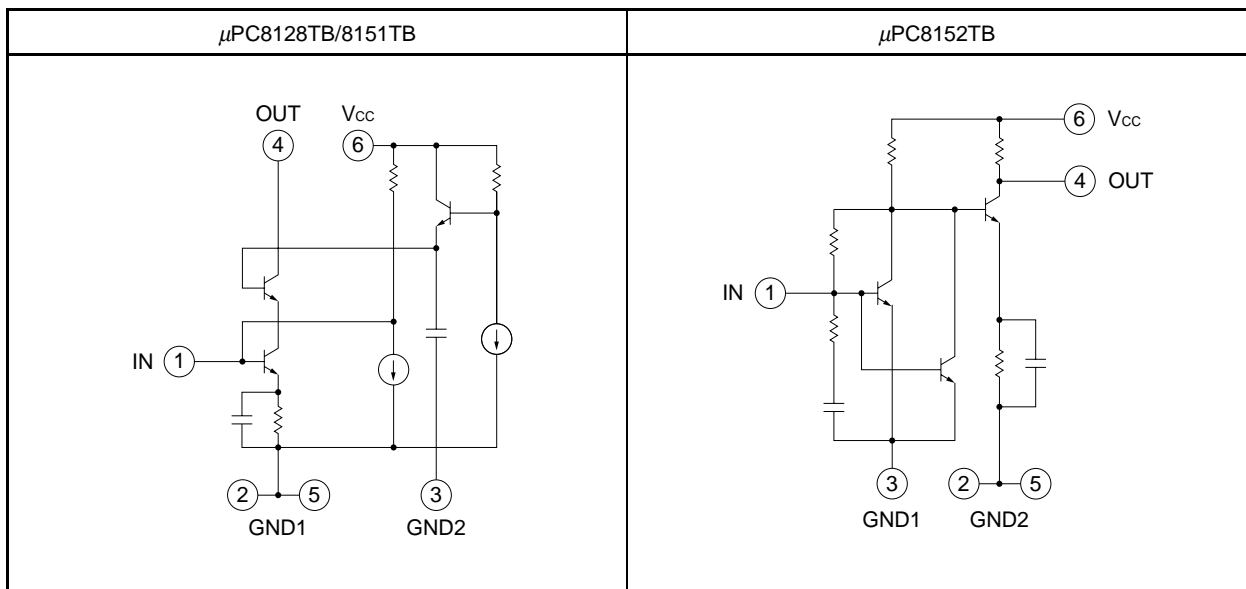 μPC8128TB/8151TB
μPC8152TB
OUT
4
Vcc
6
IN
1
2
5
GND1
3
GND2
6
Vcc
4
OUT
IN
1
3
GND1
2
5
GND2